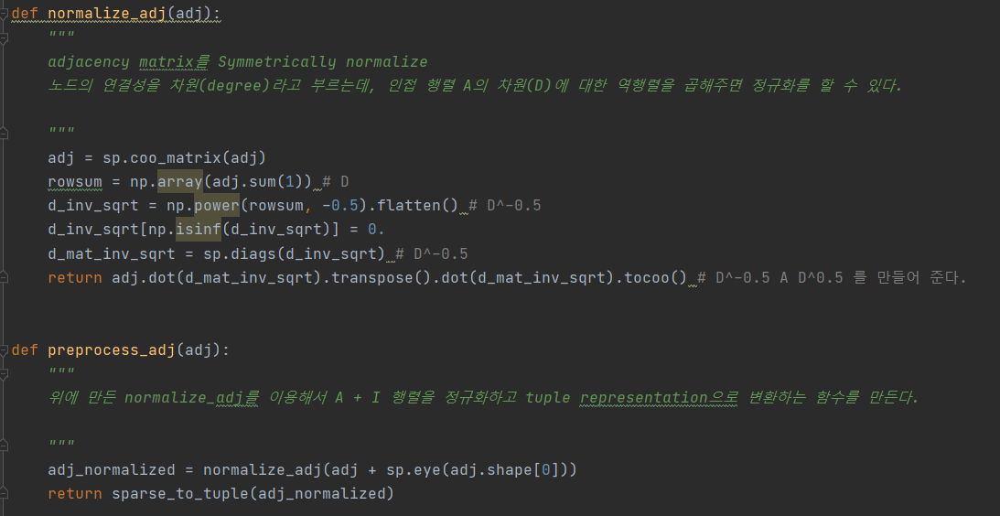 def normalize_adj(adj):
    """
    adjacency matrix를 Symmetrically normalize
    노드의 연결성을 차원(degree)라고 부르는데, 인접 행렬 A의 차원(D)에 대한 역행렬을 곱해주면 정규화를 할 수 있다.
    """
    adj = sp.coo_matrix(adj)
    rowsum = np.array(adj.sum(1)) # D
    d_inv_sqrt = np.power(rowsum, -0.5).flatten() # D^-0.5
    d_inv_sqrt[np.isinf(d_inv_sqrt)] = 0.
    d_mat_inv_sqrt = sp.diags(d_inv_sqrt) # D^-0.5
    return adj.dot(d_mat_inv_sqrt).transpose().dot(d_mat_inv_sqrt).tocoo() # D^-0.5 A D^0.5 를 만들어 준다.
def preprocess_adj(adj):
    """
    위에 만든 normalize_adj를 이용해서 A + I 행렬을 정규화하고 tuple representation으로 변환하는 함수를 만든다.
    """
    adj_normalized = normalize_adj(adj + sp.eye(adj.shape[0]))
    return sparse_to_tuple(adj_normalized)